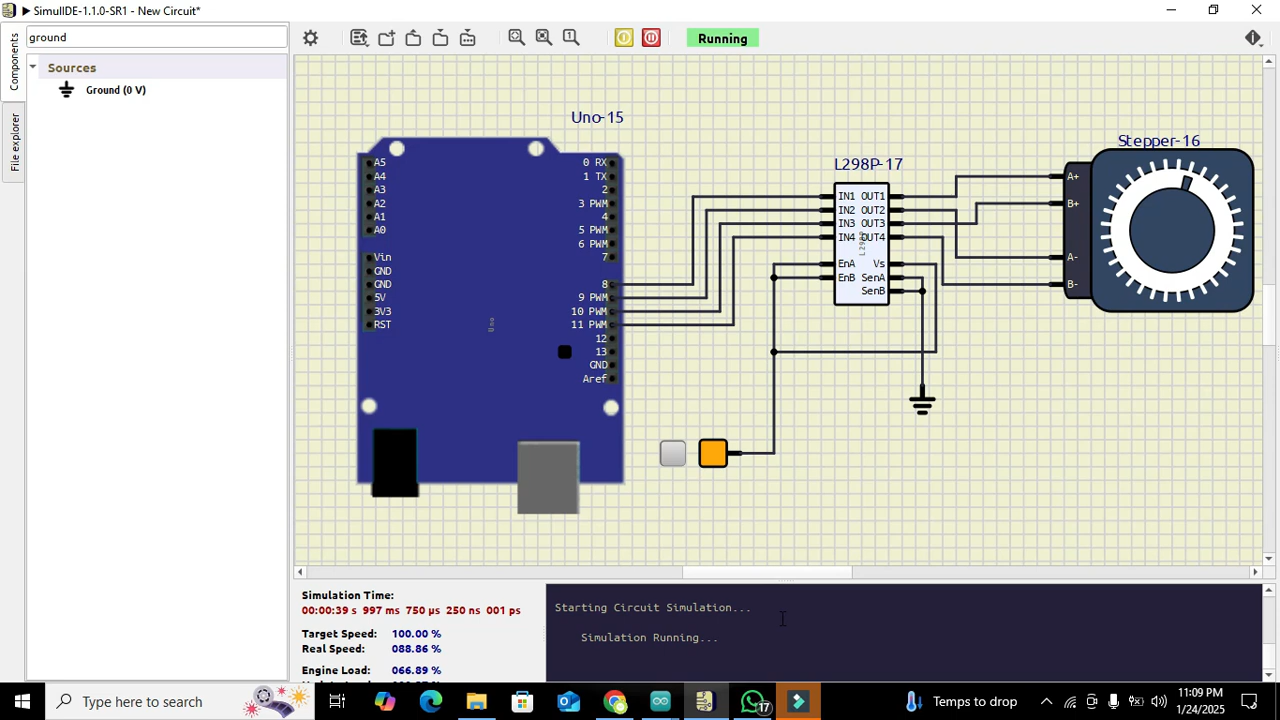 SimulIDE-1.1.0-SR1 - New Circuit*
Components
File explorer
ground
Sources
Ground (0 V)
Running
Uno-15
A5
A4
A3
A2
A1
A0
Vin
GND
GND
5V
3V3
RST
0 RX
1 TX
2
3 PWM
4
5 PWM
6 PWM
7
8
9 PWM
10 PWM
11 PWM
12
13
GND
Aref
Uno
L298P-17
IN1 OUT1
IN2 OUT2
IN3 OUT3
IN4 OUT4
EnA Vs
EnB SenA
SenB
L298P
Stepper-16
A+
B+
A-
B-
Simulation Time:
00:00:39 s 997 ms 750 µs 250 ns 001 ps
Target Speed: 100.00 %
Real Speed: 088.86 %
Engine Load: 066.89 %
Starting Circuit Simulation...
Simulation Running...
Type here to search
17
Temps to drop
11:09 PM
1/24/2025